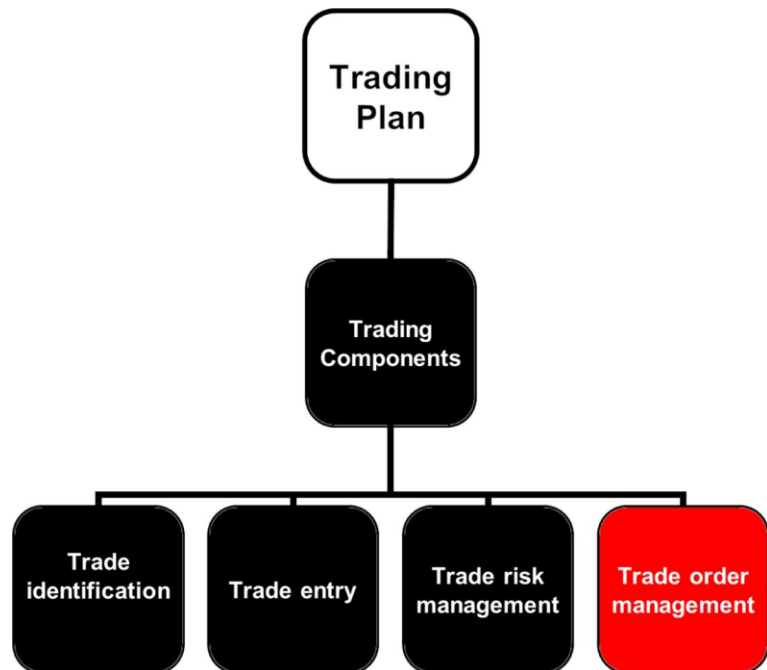 Trading
Plan
Trading
Components
Trade
identification
Trade entry
Trade risk
management
Trade order
management